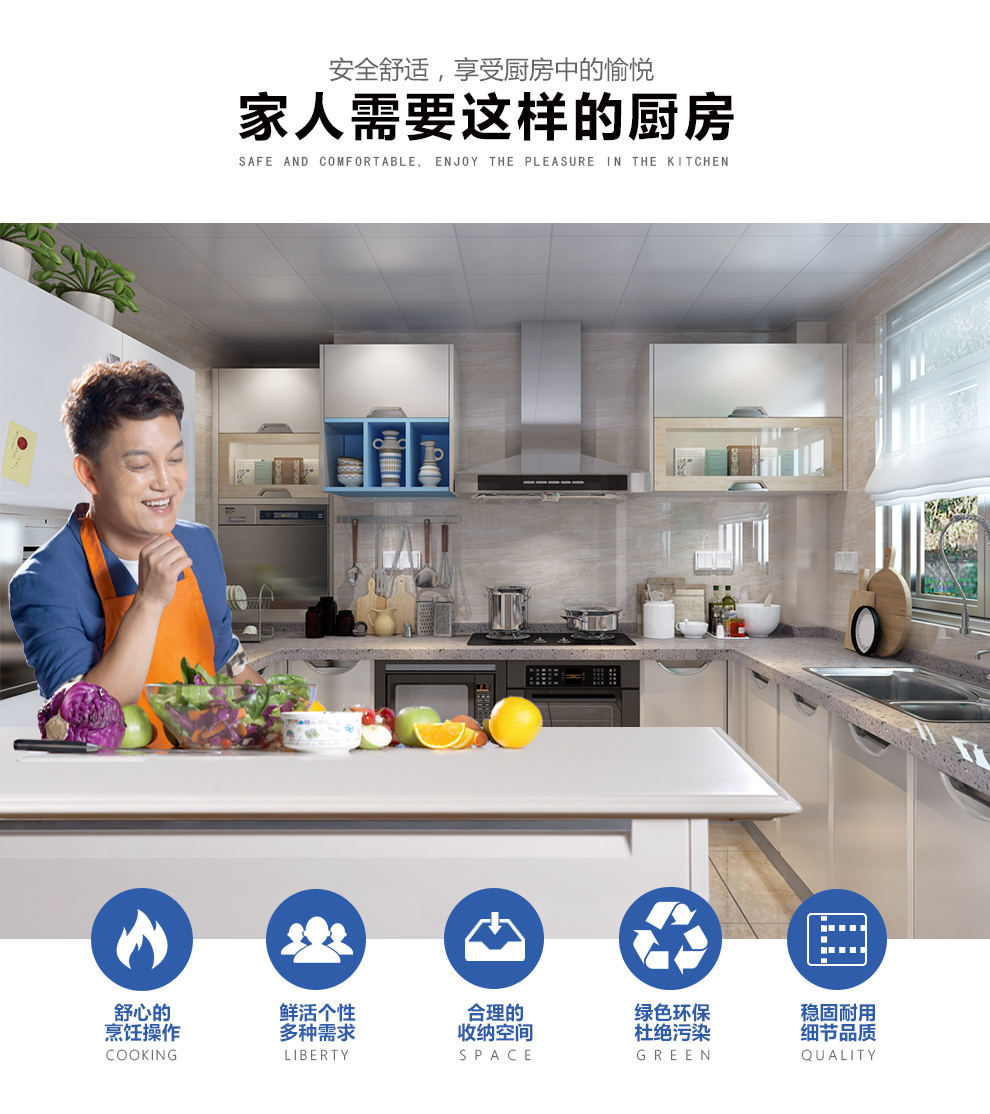 安全舒适，享受厨房中的愉悦
家人需要这样的厨房
SAFE AND COMFORTABLE, ENJOY THE PLEASURE IN THE KITCHEN
舒心的
烹饪操作
COOKING
鲜活个性
多种需求
LIBERTY
合理的
收纳空间
SPACE
绿色环保
杜绝污染
GREEN
稳固耐用
细节品质
QUALITY